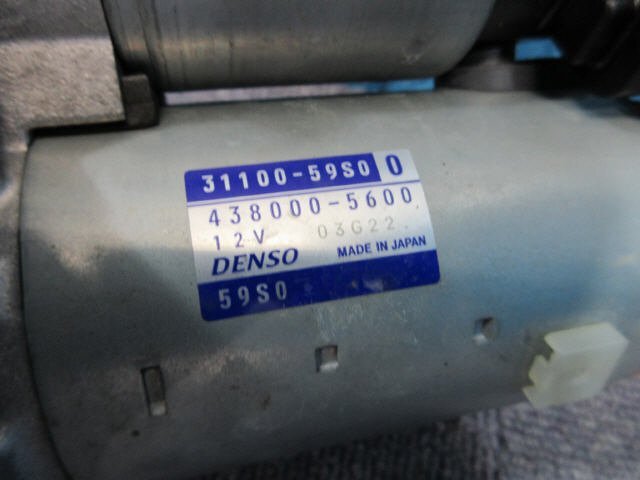 31100-59S0 0
438000-5600
12V 03G22
DENSO MADE IN JAPAN
59S0